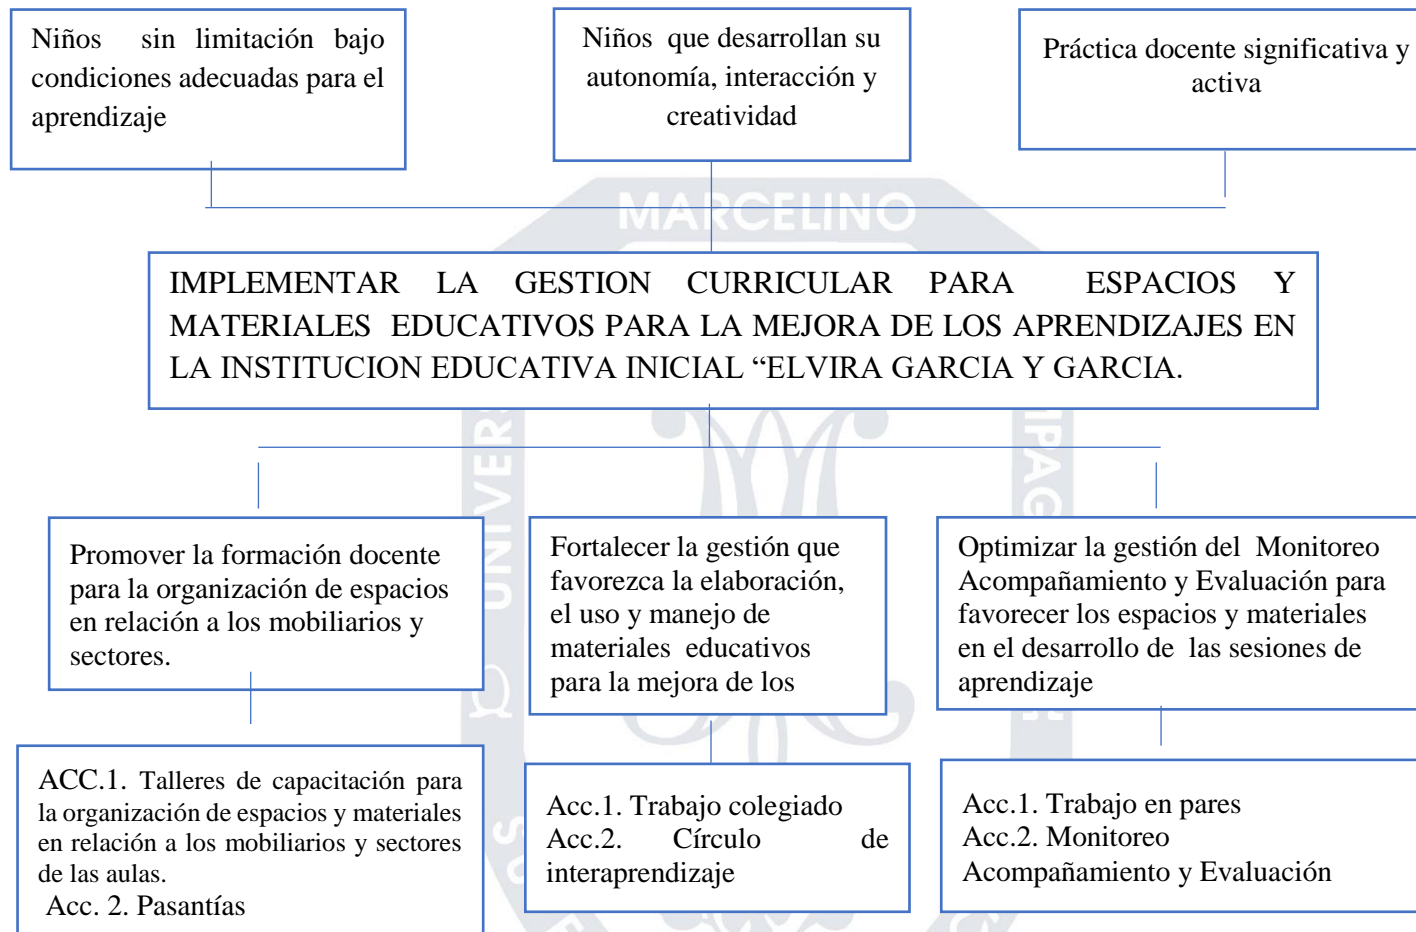 Niños sin limitación bajo
condiciones adecuadas para el
aprendizaje
Niños que desarrollan su
autonomía, interacción y
creatividad
Práctica docente significativa y
activa
MARCELINO
IMPLEMENTAR LA GESTION CURRICULAR PARA ESPACIOS Y
MATERIALES EDUCATIVOS PARA LA MEJORA DE LOS APRENDIZAJES EN
LA INSTITUCION EDUCATIVA INICIAL “ELVIRA GARCIA Y GARCIA.
UNIVER
IPAG
Promover la formación docente
para la organización de espacios
en relación a los mobiliarios y
sectores.
Fortalecer la gestión que
favorezca la elaboración,
el uso y manejo de
materiales educativos
para la mejora de los
Optimizar la gestión del Monitoreo
Acompañamiento y Evaluación para
favorecer los espacios y materiales
en el desarrollo de las sesiones de
aprendizaje
ACC.1. Talleres de capacitación para
la organización de espacios y materiales
en relación a los mobiliarios y sectores
de las aulas.
Acc. 2. Pasantías
Acc.1. Trabajo colegiado
Acc.2. Círculo de
interaprendizaje
Acc.1. Trabajo en pares
Acc.2. Monitoreo
Acompañamiento y Evaluación